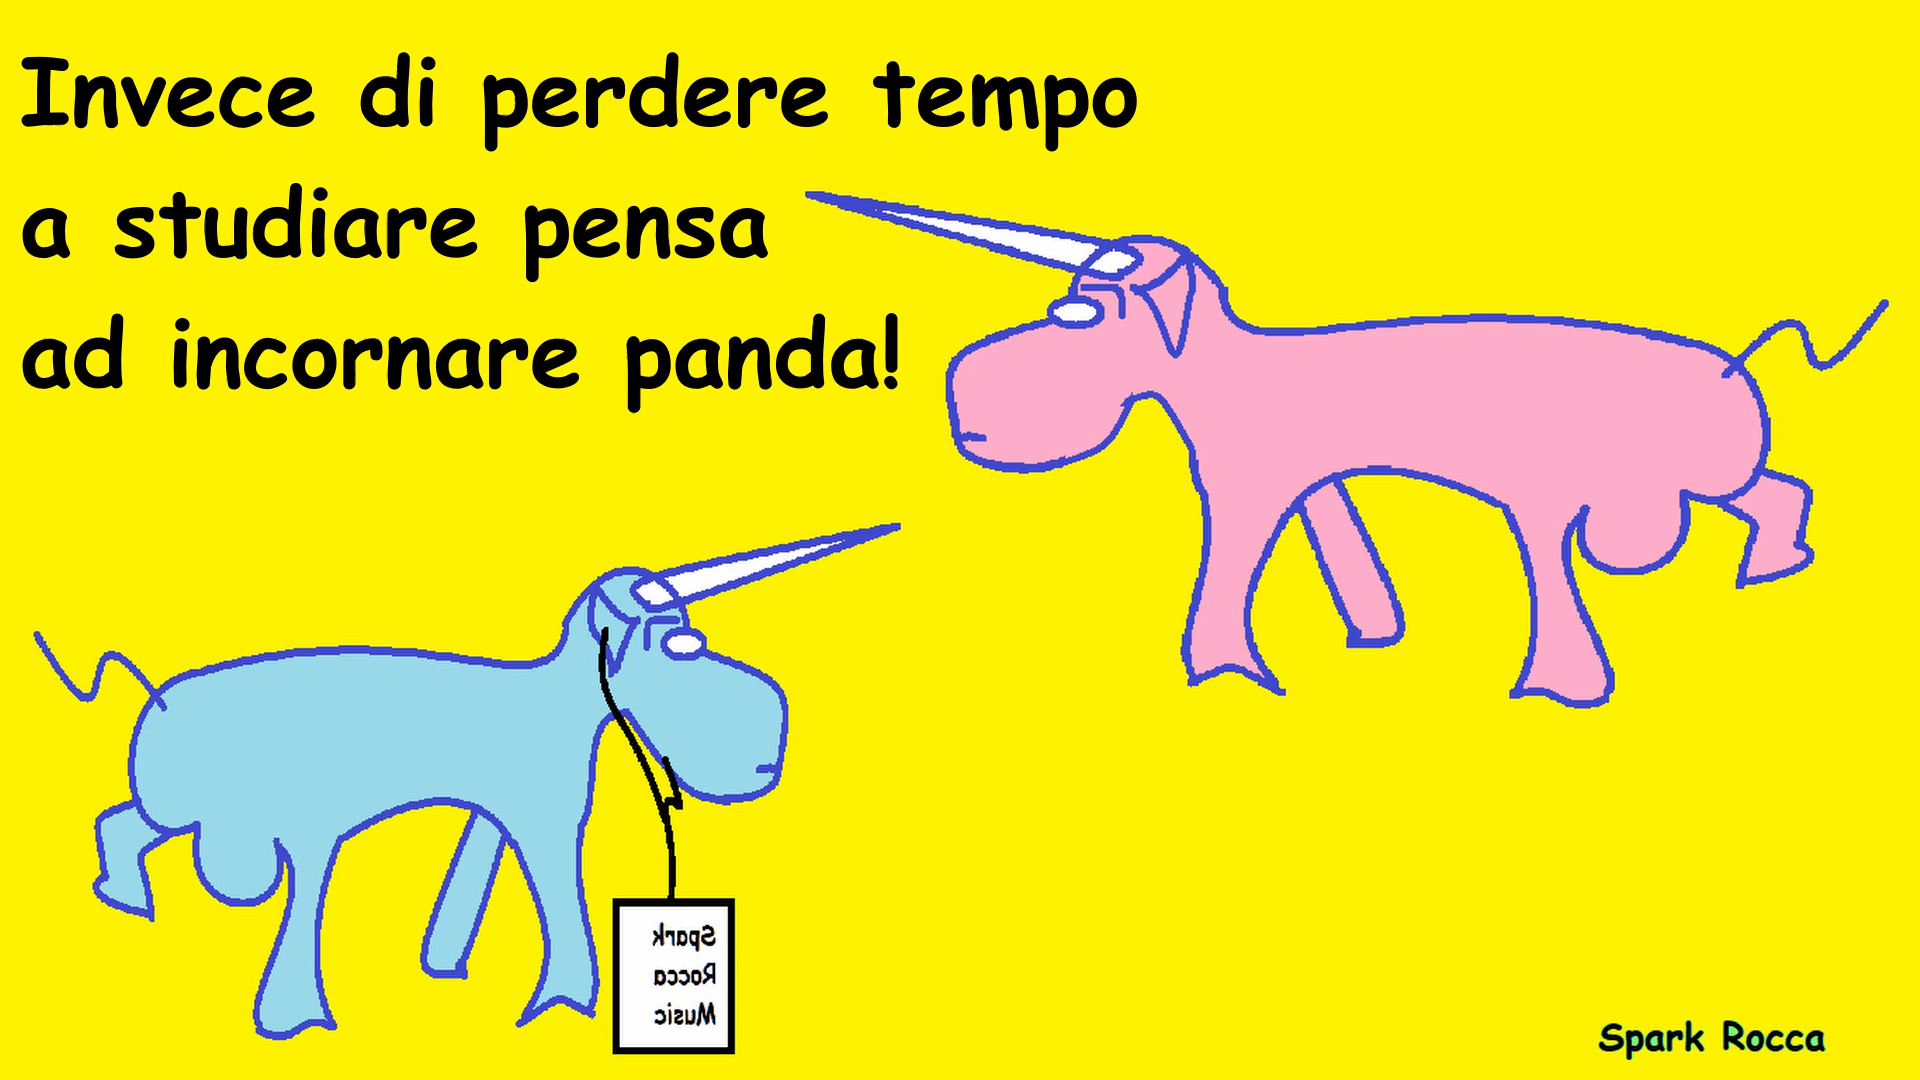 Invece di perdere tempo
a studiare pensa
ad incornare panda!
Spark
Rocca
Music
Spark Rocca